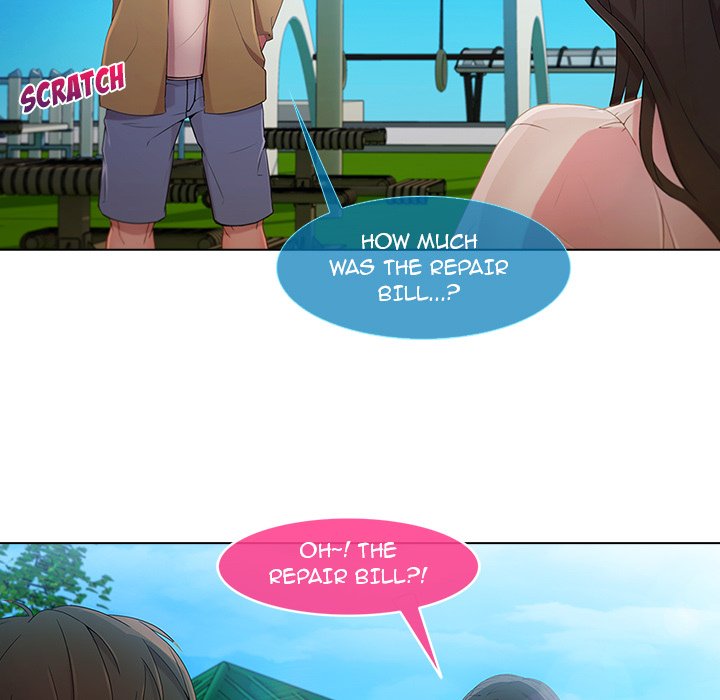 SCRATCH
HOW MUCH
WAS THE REPAIR
BILL...?
OH~! THE
REPAIR BILL?!